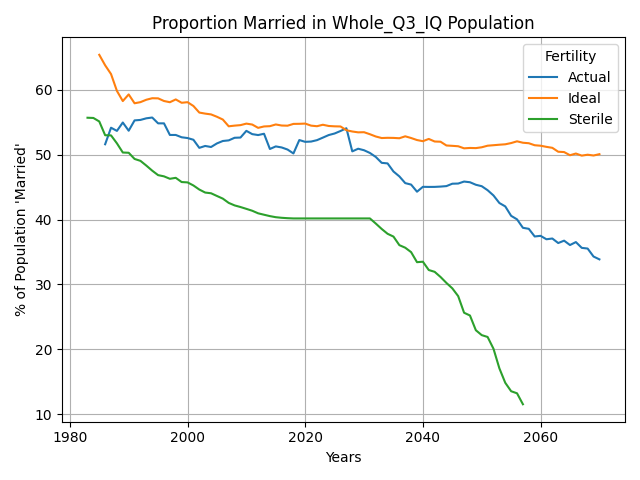 Proportion Married in Whole_Q3_IQ Population
% of Population 'Married'
60
50
40
30
20
10
Fertility
Actual
Ideal
Sterile
1980
2000
2020
2040
2060
Years